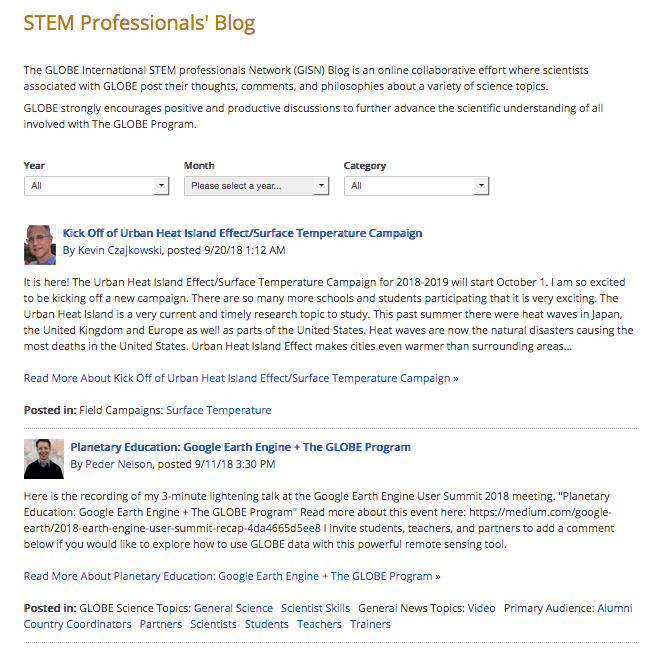 STEM Professionals' Blog
The GLOBE International STEM professionals Network (GISN) Blog is an online collaborative effort where scientists
associated with GLOBE post their thoughts, comments, and philosophies about a variety of science topics.
GLOBE strongly encourages positive and productive discussions to further advance the scientific understanding of all
involved with The GLOBE Program.
Year Month Category
All Please select a year... All
Kick Off of Urban Heat Island Effect/Surface Temperature Campaign
By Kevin Czajkowski, posted 9/20/18 1:12 AM
It is here! The Urban Heat Island Effect/Surface Temperature Campaign for 2018-2019 will start October 1. I am so excited
to be kicking off a new campaign. There are so many more schools and students participating that it is very exciting. The
Urban Heat Island is a very current and timely research topic to study. This past summer there were heat waves in Japan,
the United Kingdom and Europe as well as parts of the United States. Heat waves are now the natural disasters causing the
most deaths in the United States. Urban Heat Island Effect makes cities even warmer than surrounding areas...
Read More About Kick Off of Urban Heat Island Effect/Surface Temperature Campaign »
Posted in: Field Campaigns: Surface Temperature
Planetary Education: Google Earth Engine + The GLOBE Program
By Peder Nelson, posted 9/11/18 3:30 PM
Here is the recording of my 3-minute lightening talk at the Google Earth Engine User Summit 2018 meeting. "Planetary
Education: Google Earth Engine + The GLOBE Program" Read more about this event here: https://medium.com/google-
earth/2018-earth-engine-user-summit-recap-4da4665d5ee8 I invite students, teachers, and partners to add a comment
below if you would like to explore how to use GLOBE data with this powerful remote sensing tool.
Read More About Planetary Education: Google Earth Engine + The GLOBE Program »
Posted in: GLOBE Science Topics: General Science Scientist Skills General News Topics: Video Primary Audience: Alumni
Country Coordinators Partners Scientists Students Teachers Trainers